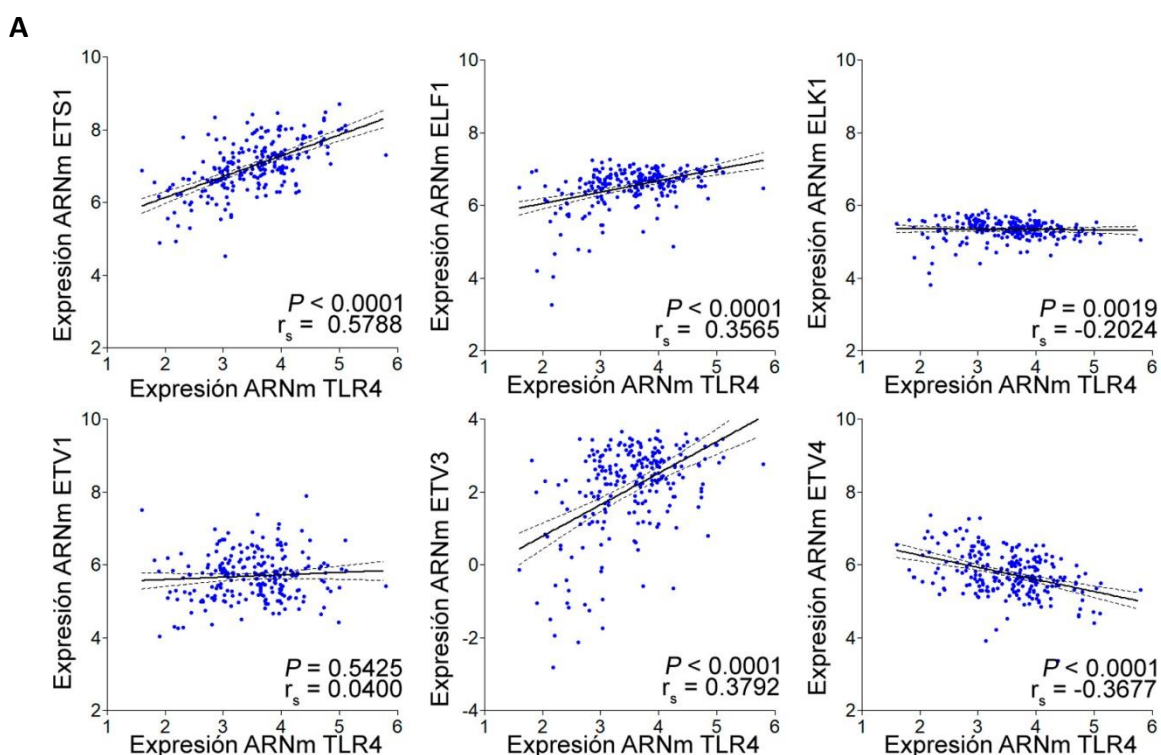 A
10
8
6
4
2
Expresión ARNm ETS1
P < 0.0001
rs = 0.5788
1 2 3 4 5 6
Expresión ARNm TLR4
10
8
6
4
2
Expresión ARNm ELF1
P < 0.0001
rs = 0.3565
1 2 3 4 5 6
Expresión ARNm TLR4
10
8
6
4
2
Expresión ARNm ELK1
P = 0.0019
rs = -0.2024
1 2 3 4 5 6
Expresión ARNm TLR4
10
8
6
4
2
Expresión ARNm ETV1
P = 0.5425
rs = 0.0400
1 2 3 4 5 6
Expresión ARNm TLR4
4
2
0
-2
-4
Expresión ARNm ETV3
P < 0.0001
rs = 0.3792
1 2 3 4 5 6
Expresión ARNm TLR4
10
8
6
4
2
Expresión ARNm ETV4
P < 0.0001
rs = -0.3677
1 2 3 4 5 6
Expresión ARNm TLR4